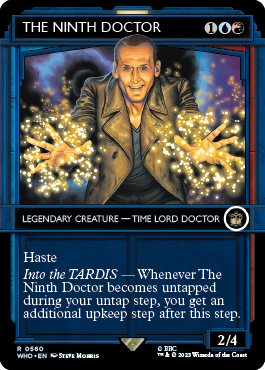 THE NINTH DOCTOR
1
LEGENDARY CREATURE — TIME LORD DOCTOR
Haste
Into the TARDIS — Whenever The
Ninth Doctor becomes untapped
during your untap step, you get an
additional upkeep step after this step.
2/4
R 0560
WHO • EN STEVE MORRIS
© BBC
™ & © 2023 Wizards of the Coast